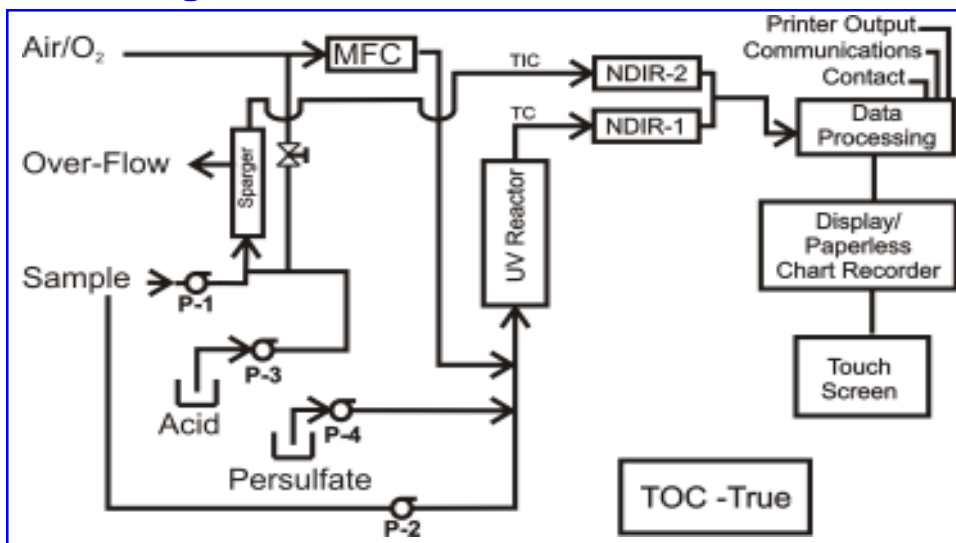 Printer Output
Air/O₂
MFC
Communications
TIC
NDIR-2
Contact
TC
NDIR-1
Data
Processing
Over-Flow
Sparger
UV Reactor
Display/
Paperless
Chart Recorder
Sample
P-1
P-3
Acid
Touch
Screen
P-4
Persulfate
P-2
TOC -True